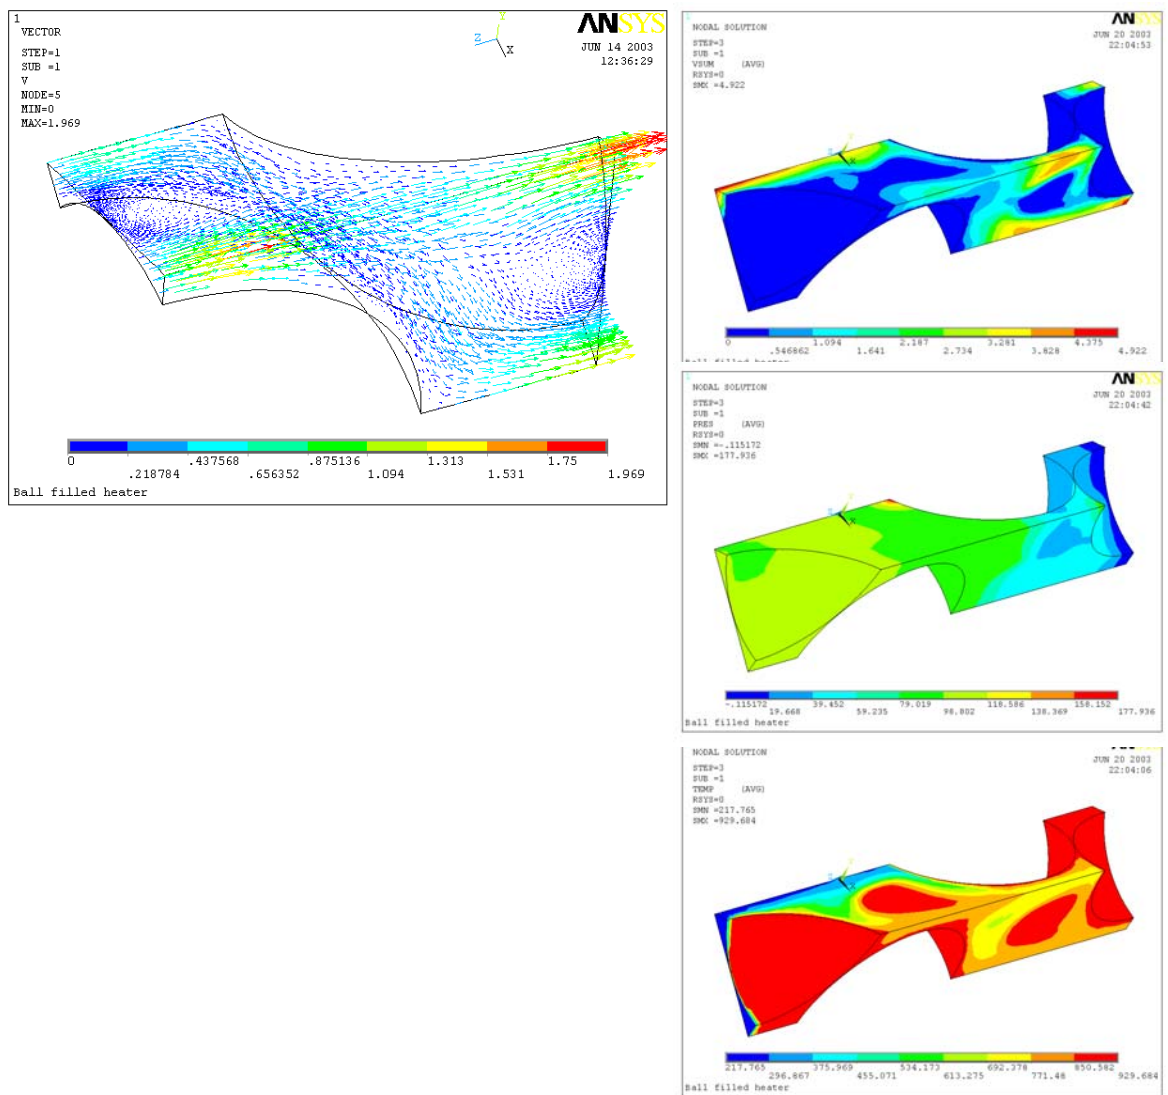 1
VECTOR
STEP=1
SUB =1
V
NODE=5
MIN=0
MAX=1.969
ANSYS
JUN 14 2003
12:36:29
Y
Z
X
0 .437568 .875136 1.313 1.75
.218784 .656352 1.094 1.531 1.969
Ball filled heater
1
NODAL SOLUTION
STEP=3
SUB =1
VSUM (AVG)
RSYS=0
SMX =4.922
ANSYS
JUN 20 2003
22:04:53
X
0 1.094 2.187 3.281 4.375
.546862 1.641 2.734 3.828 4.922
Ball filled heater
1
NODAL SOLUTION
STEP=3
SUB =1
PRES (AVG)
RSYS=0
SMN =-.115172
SMX =177.936
ANSYS
JUN 20 2003
22:04:42
X
-.115172 39.452 79.019 118.586 158.152
19.668 59.235 98.802 138.369 177.936
Ball filled heater
NODAL SOLUTION
STEP=3
SUB =1
TEMP (AVG)
RSYS=0
SMN =217.765
SMX =929.684
JUN 20 2003
22:04:06
X
217.765 375.969 534.173 692.378 850.582
296.867 455.071 613.275 771.48 929.684
Ball filled heater